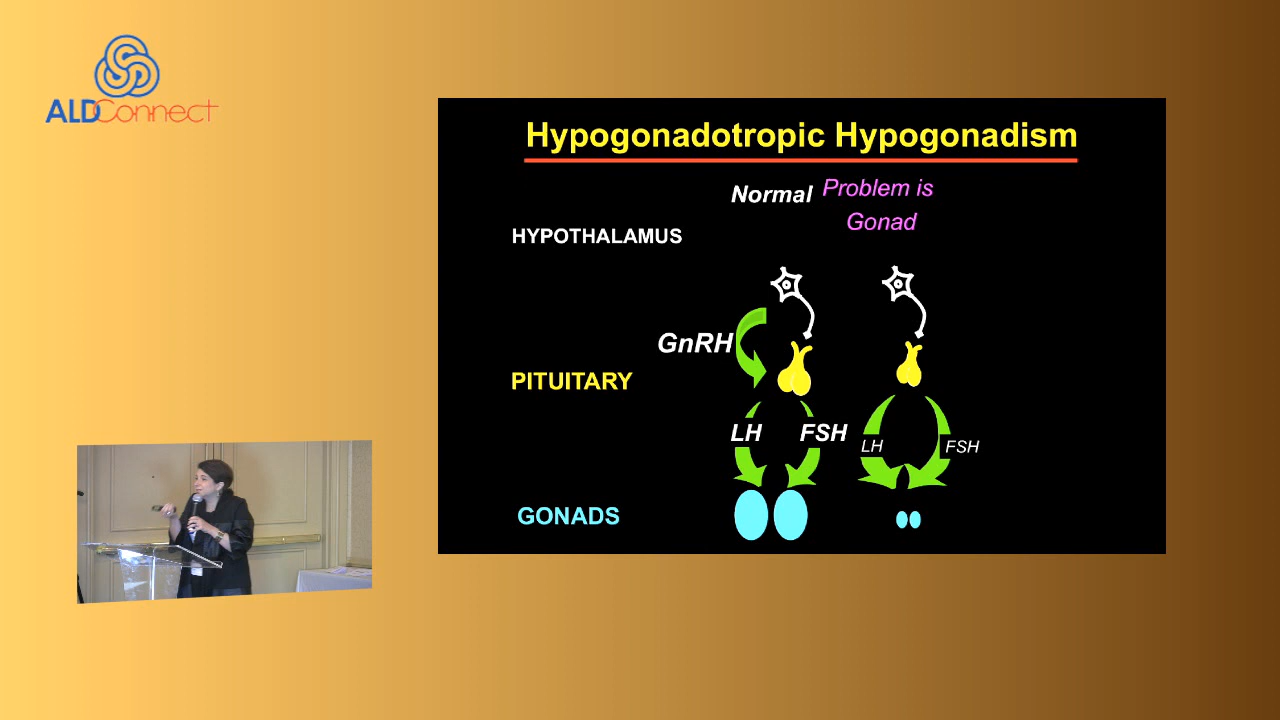 ALDConnect
Hypogonadotropic Hypogonadism
Normal
Problem is
Gonad
HYPOTHALAMUS
GnRH
PITUITARY
LH
FSH
LH
FSH
GONADS